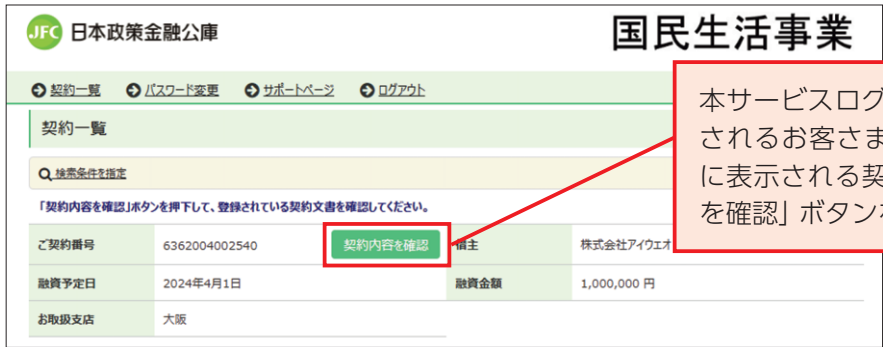 JFC 日本政策金融公庫
国民生活事業
契約一覧 パスワード変更 サポートページ ログアウト
契約一覧
検索条件を指定
「契約内容を確認」ボタンを押下して、登録されている契約文書を確認してください。
ご契約番号 6362004002540 契約内容を確認 借主 株式会社アイウエオ
融資予定日 2024年4月1日 融資金額 1,000,000 円
お取扱支店 大阪
本サービスログ
されるお客さま
に表示される契
を確認」ボタンを